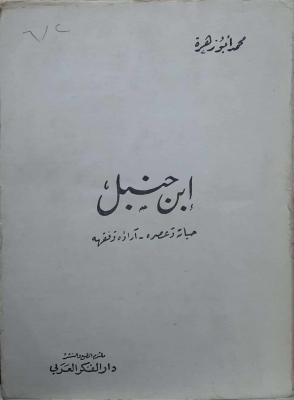 محمد أبو زهرة
ابن حنبل
حياته وعصره - آراؤه وفقهه
ملتزم الطبع والنشر
دار الفكر العربي